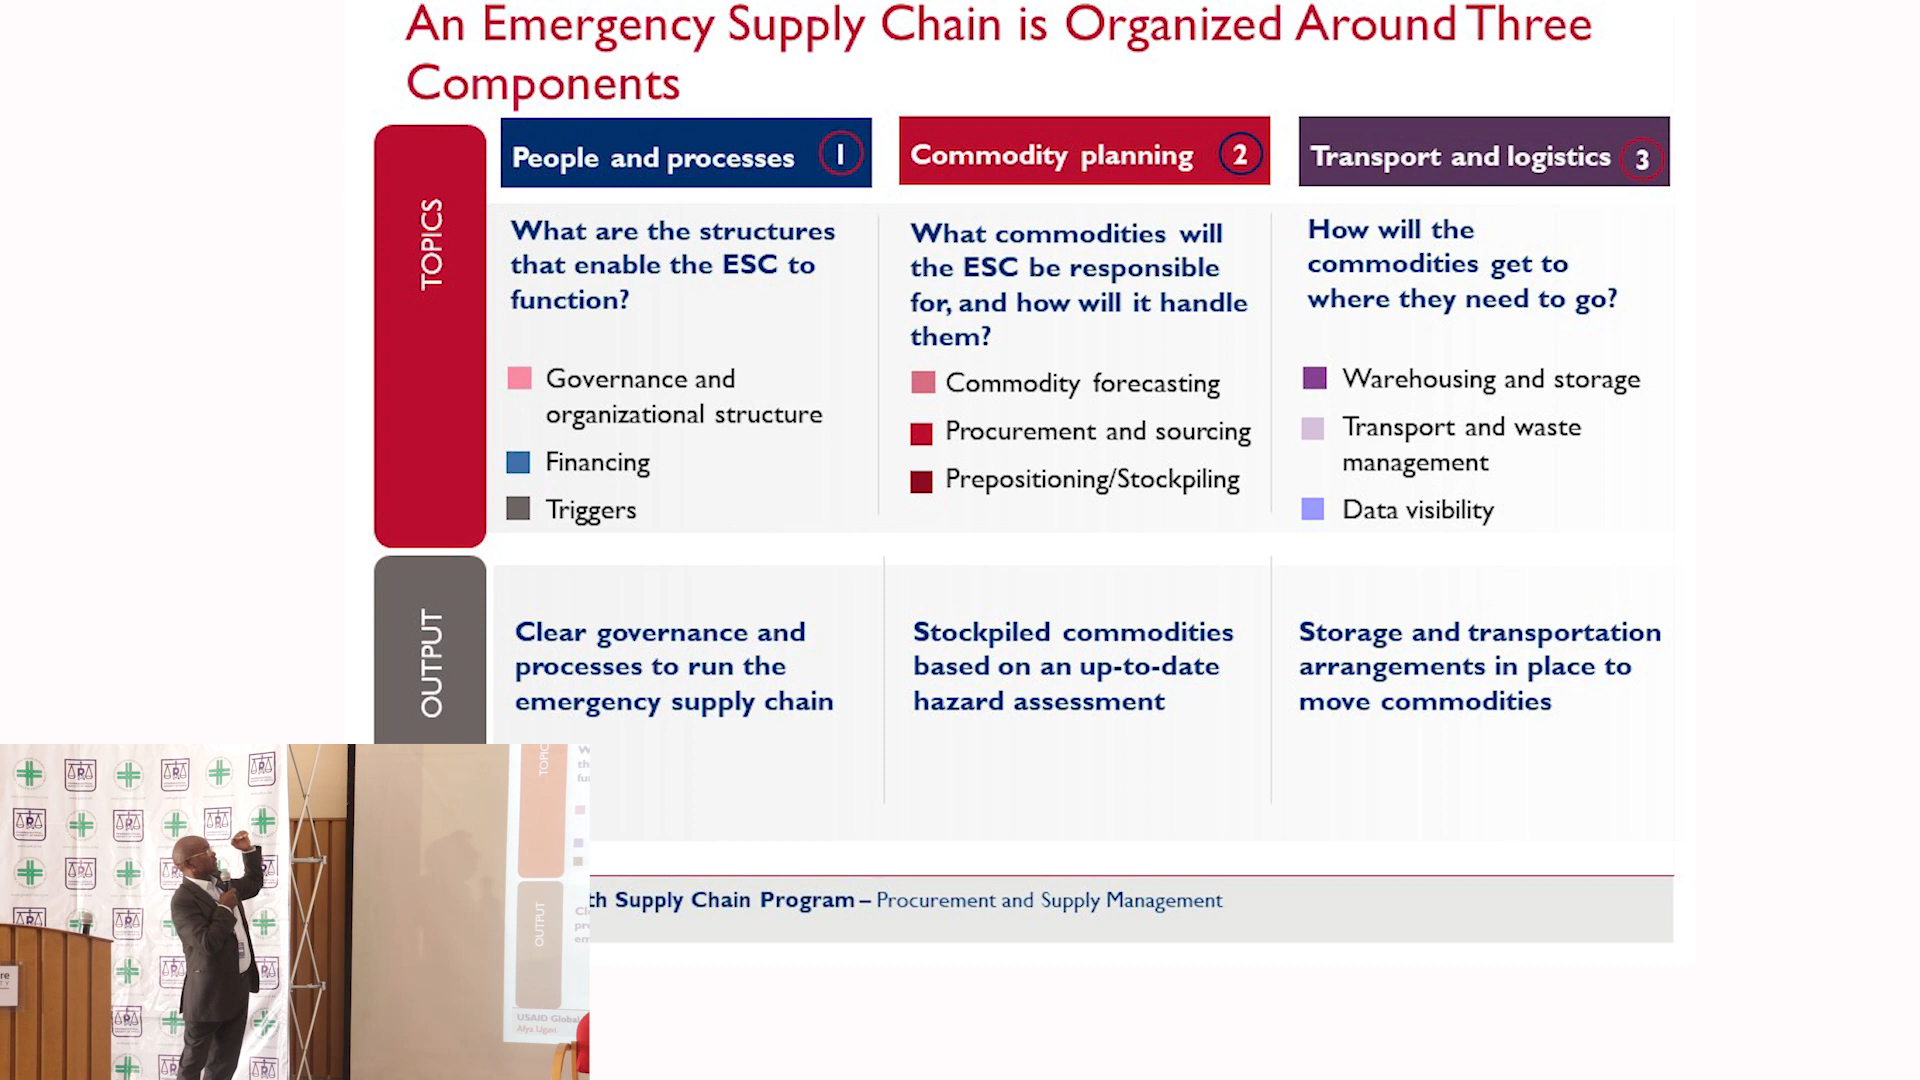 An Emergency Supply Chain is Organized Around Three
Components
TOPICS
People and processes 1
What are the structures
that enable the ESC to
function?
Governance and
organizational structure
Financing
Triggers
Commodity planning 2
What commodities will
the ESC be responsible
for, and how will it handle
them?
Commodity forecasting
Procurement and sourcing
Prepositioning/Stockpiling
Transport and logistics 3
How will the
commodities get to
where they need to go?
Warehousing and storage
Transport and waste
management
Data visibility
OUTPUT
Clear governance and
processes to run the
emergency supply chain
Stockpiled commodities
based on an up-to-date
hazard assessment
Storage and transportation
arrangements in place to
move commodities
th Supply Chain Program – Procurement and Supply Management
TOPIC
OUTPUT
USAID Global